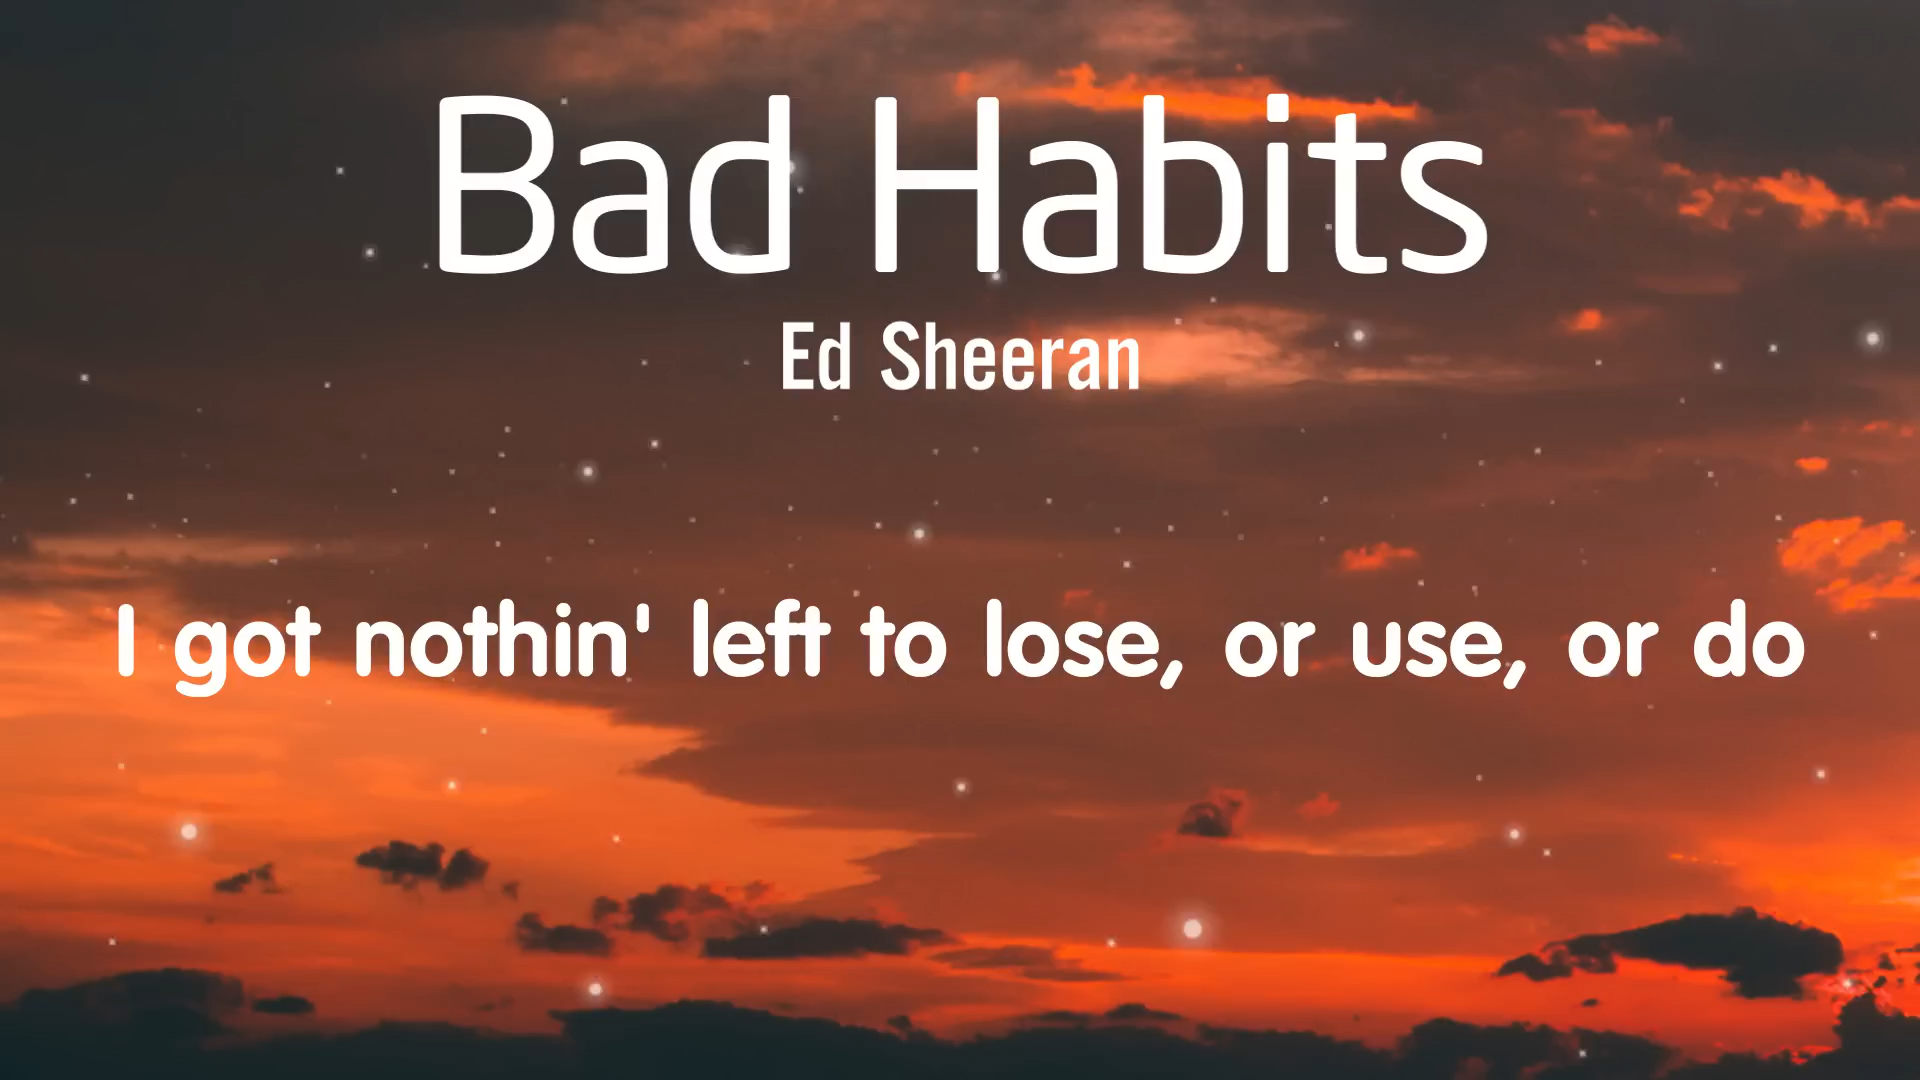 Bad Habits
Ed Sheeran
I got nothin' left to lose, or use, or do